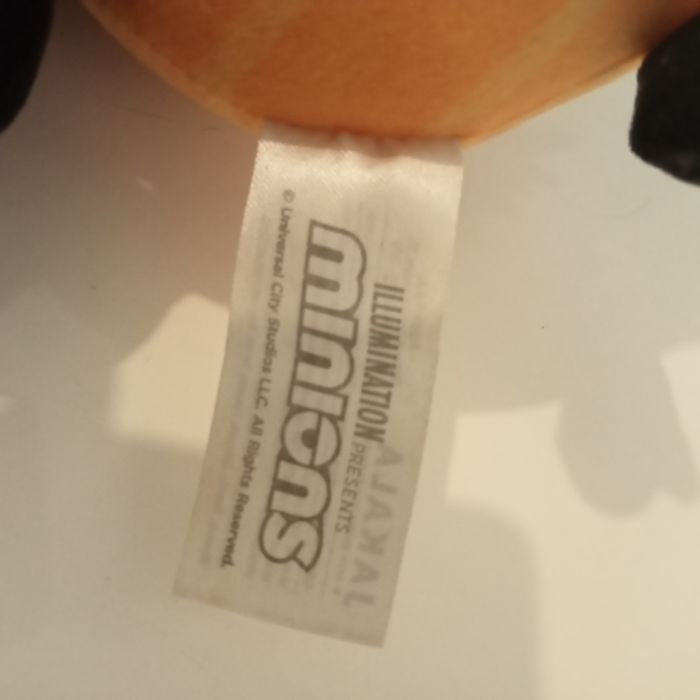 ILLUMINATION PRESENTS
minions
© Universal City Studios LLC. All Rights Reserved.